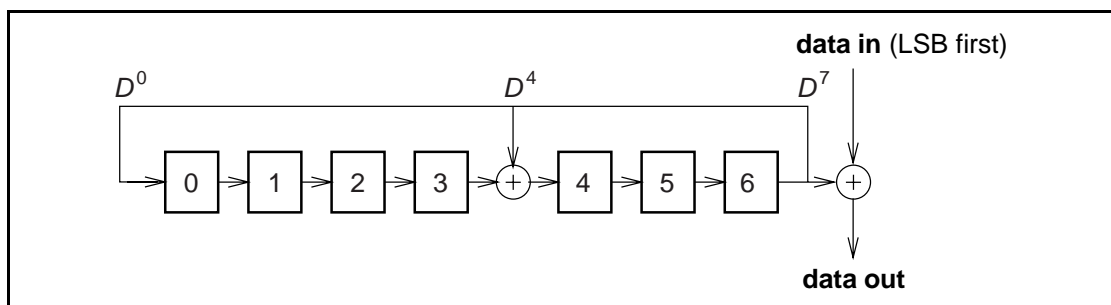 data in (LSB first)
D⁰ D⁴ D⁷
0 1 2 3 + 4 5 6 +
data out